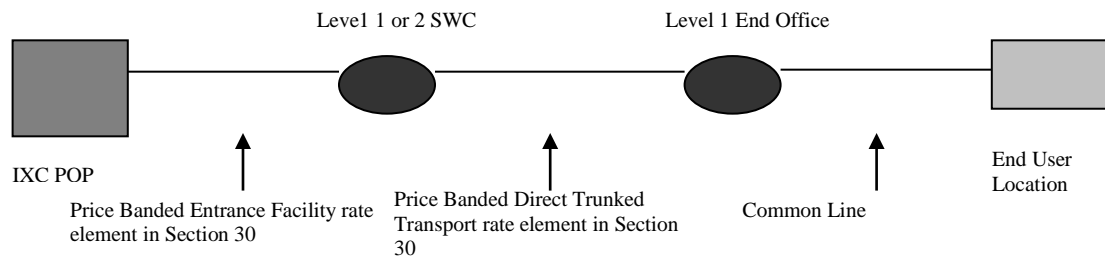 Level 1 or 2 SWC
Level 1 End Office
IXC POP
Price Banded Entrance Facility rate
element in Section 30
Price Banded Direct Trunked
Transport rate element in Section
30
Common Line
End User
Location